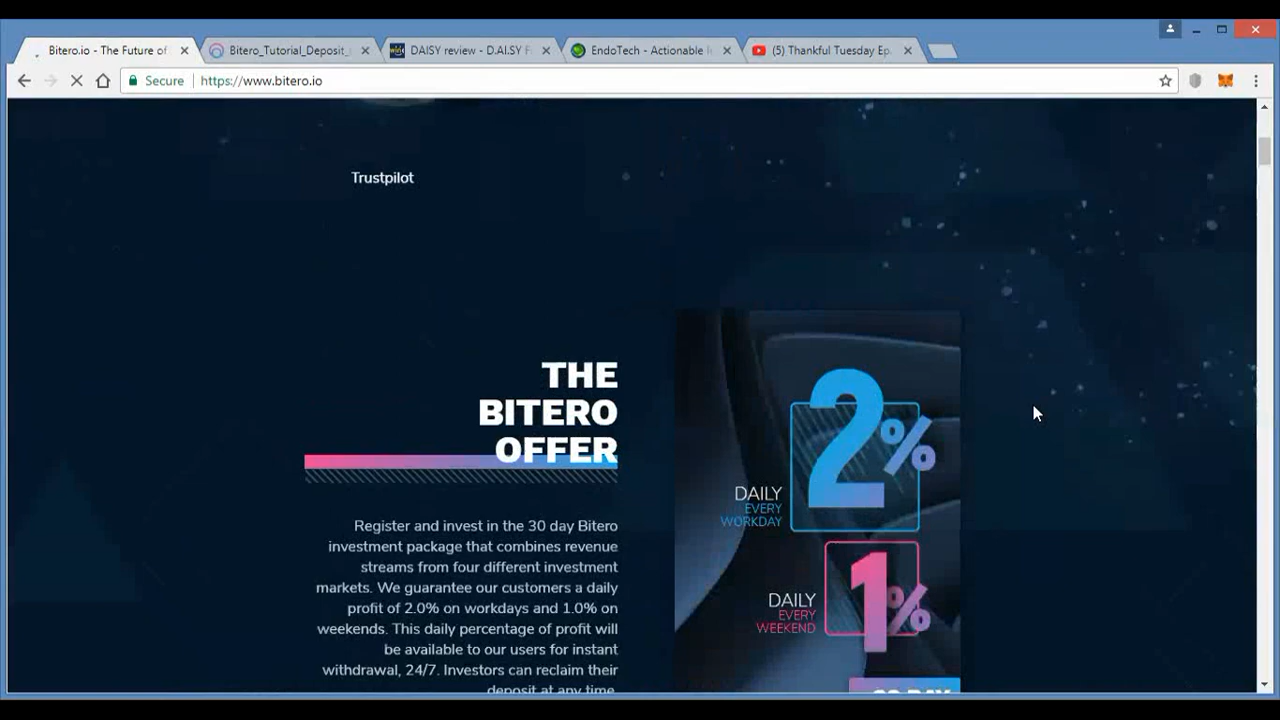 Bitero.io - The Future of
Bitero_Tutorial_Deposit_
DAISY review - D.AI.SY F
EndoTech - Actionable I
(5) Thankful Tuesday Ep.
Secure
https://www.bitero.io
Trustpilot
THE
BITERO
OFFER
Register and invest in the 30 day Bitero
investment package that combines revenue
streams from four different investment
markets. We guarantee our customers a daily
profit of 2.0% on workdays and 1.0% on
weekends. This daily percentage of profit will
be available to our users for instant
withdrawal, 24/7. Investors can reclaim their
deposit at any time.
2%
DAILY
EVERY
WORKDAY
1%
DAILY
EVERY
WEEKEND